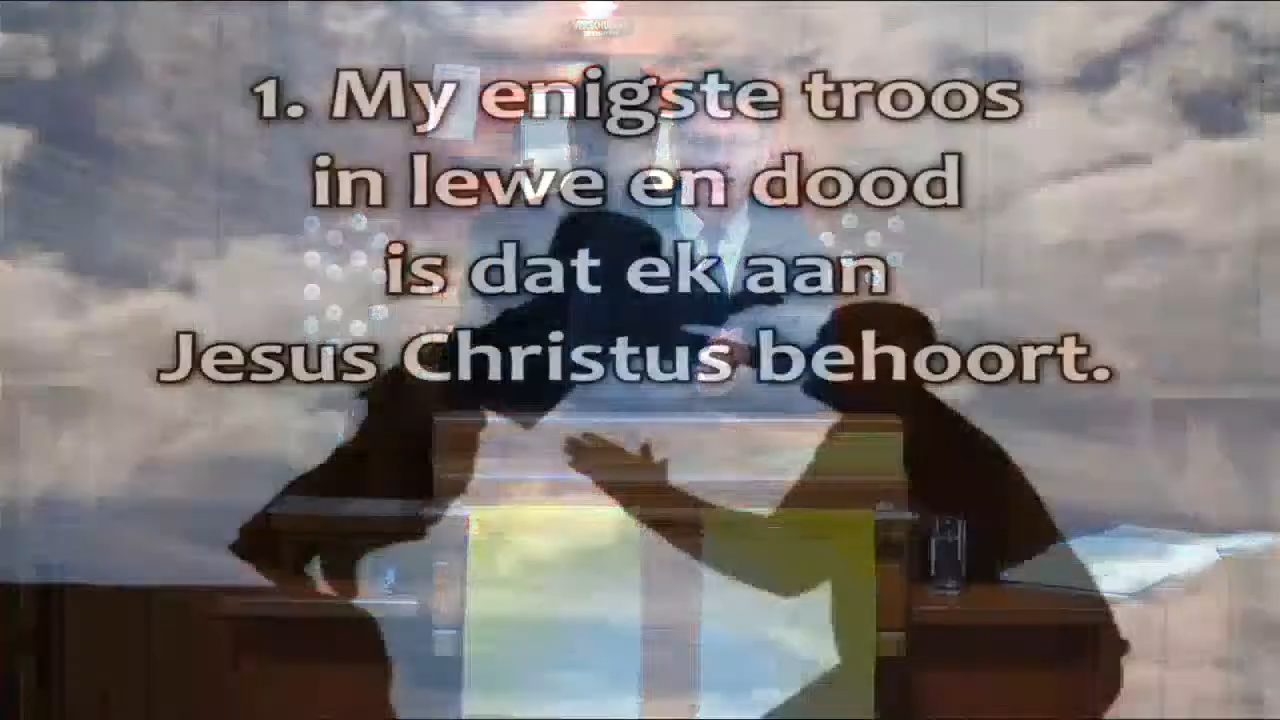 1. My enigste troos
in lewe en dood
is dat ek aan
Jesus Christus behoort.